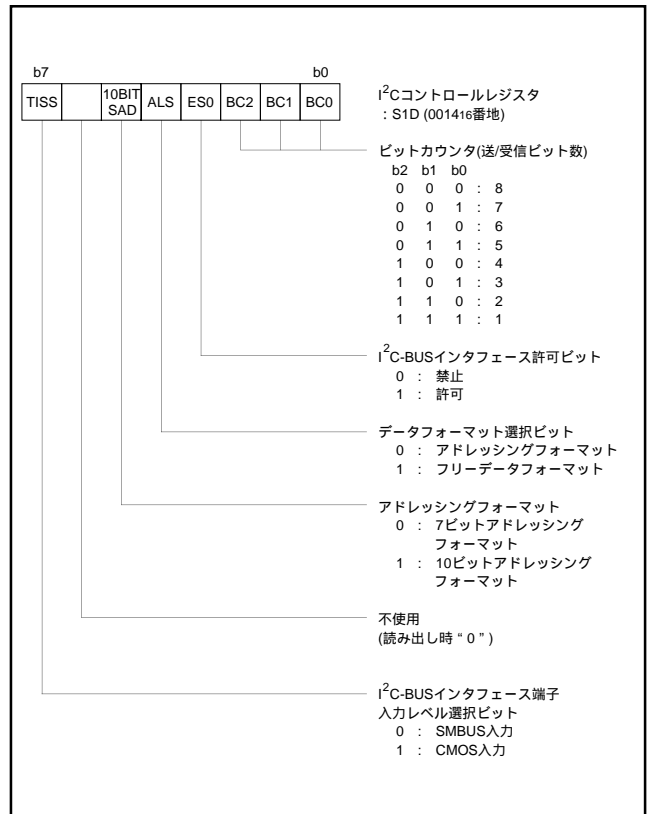 b7 b0
TISS 10BIT SAD ALS ES0 BC2 BC1 BC0
I2Cコントロールレジスタ
: S1D (001416番地)
ビットカウンタ(送/受信ビット数)
b2 b1 b0
0 0 0 : 8
0 0 1 : 7
0 1 0 : 6
0 1 1 : 5
1 0 0 : 4
1 0 1 : 3
1 1 0 : 2
1 1 1 : 1
I2C-BUSインタフェース許可ビット
0 : 禁止
1 : 許可
データフォーマット選択ビット
0 : アドレッシングフォーマット
1 : フリーデータフォーマット
アドレッシングフォーマット
0 : 7ビットアドレッシング
フォーマット
1 : 10ビットアドレッシング
フォーマット
不使用
(読み出し時“0”)
I2C-BUSインタフェース端子
入力レベル選択ビット
0 : SMBUS入力
1 : CMOS入力